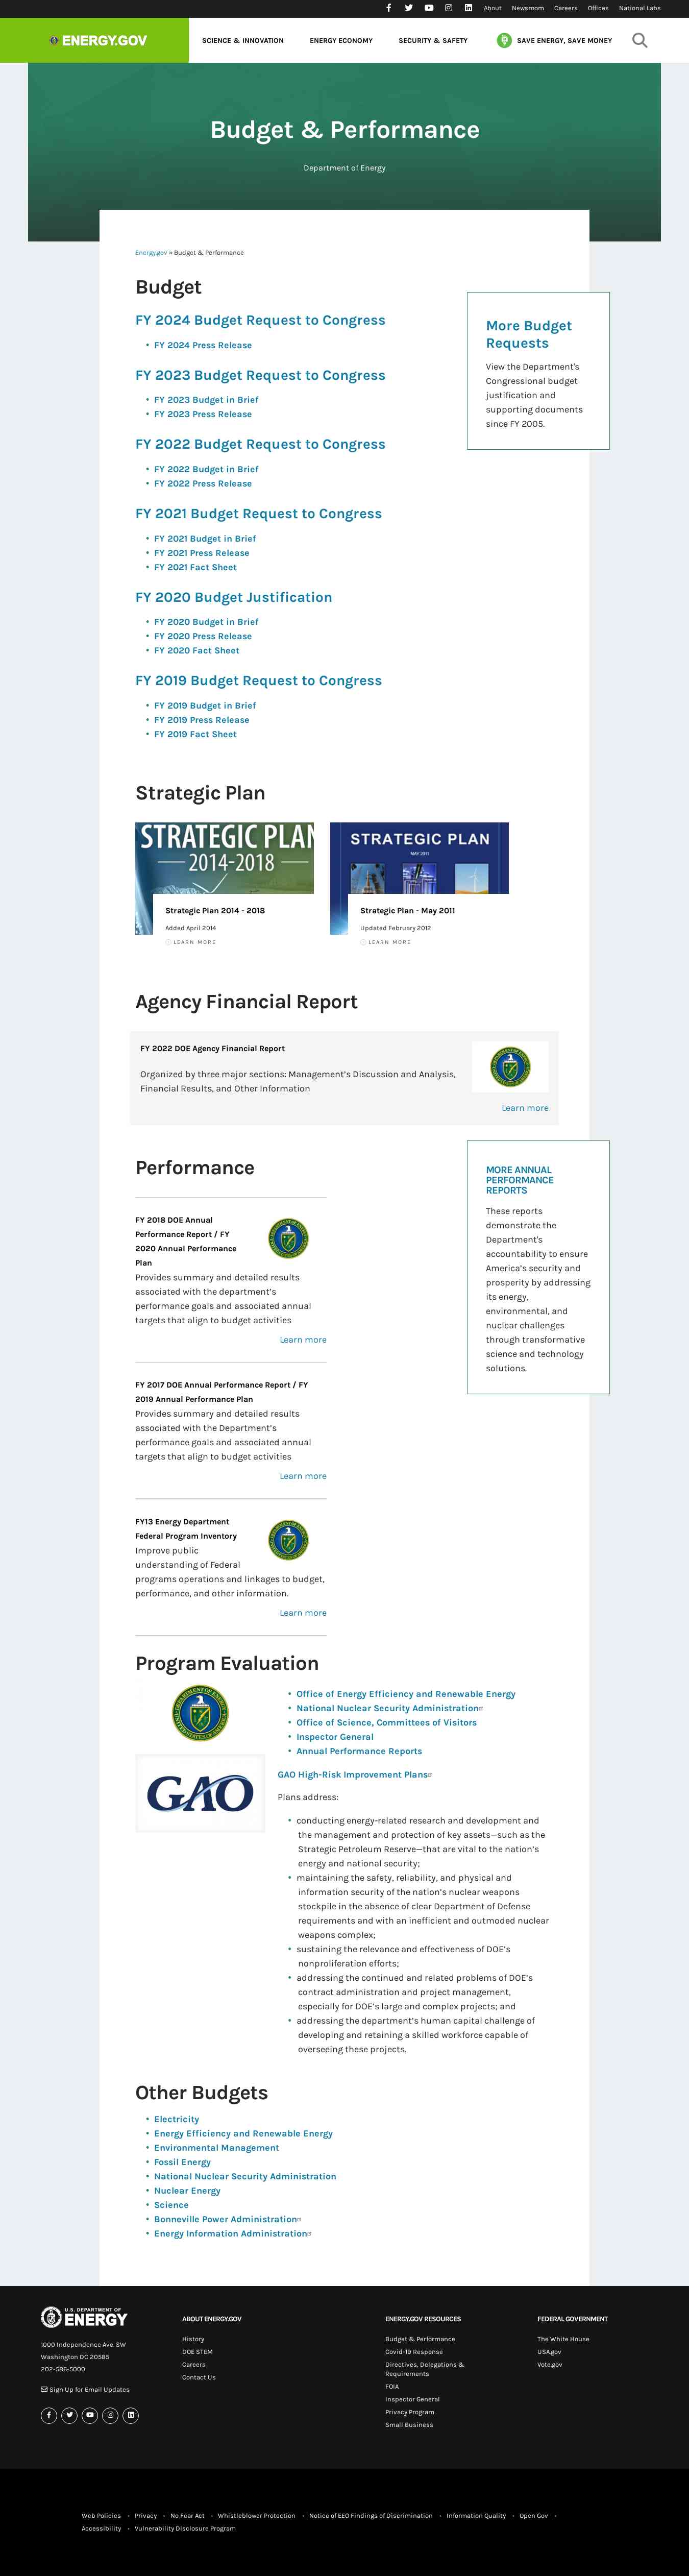 About Newsroom Careers Offices National Labs
ENERGY.GOV
SCIENCE & INNOVATION ENERGY ECONOMY SECURITY & SAFETY SAVE ENERGY, SAVE MONEY
Budget & Performance
Department of Energy
Energy.gov » Budget & Performance
Budget
FY 2024 Budget Request to Congress
• FY 2024 Press Release
FY 2023 Budget Request to Congress
• FY 2023 Budget in Brief
• FY 2023 Press Release
FY 2022 Budget Request to Congress
• FY 2022 Budget in Brief
• FY 2022 Press Release
FY 2021 Budget Request to Congress
• FY 2021 Budget in Brief
• FY 2021 Press Release
• FY 2021 Fact Sheet
FY 2020 Budget Justification
• FY 2020 Budget in Brief
• FY 2020 Press Release
• FY 2020 Fact Sheet
FY 2019 Budget Request to Congress
• FY 2019 Budget in Brief
• FY 2019 Press Release
• FY 2019 Fact Sheet
More Budget
Requests
View the Department's
Congressional budget
justification and
supporting documents
since FY 2005.
Strategic Plan
STRATEGIC PLAN
2014-2018
Strategic Plan 2014 - 2018
Added April 2014
LEARN MORE
STRATEGIC PLAN
MAY 2011
Strategic Plan - May 2011
Updated February 2012
LEARN MORE
Agency Financial Report
FY 2022 DOE Agency Financial Report
Organized by three major sections: Management's Discussion and Analysis,
Financial Results, and Other Information
Learn more
Performance
FY 2018 DOE Annual
Performance Report / FY
2020 Annual Performance
Plan
Provides summary and detailed results
associated with the department's
performance goals and associated annual
targets that align to budget activities
Learn more
FY 2017 DOE Annual Performance Report / FY
2019 Annual Performance Plan
Provides summary and detailed results
associated with the Department's
performance goals and associated annual
targets that align to budget activities
Learn more
FY13 Energy Department
Federal Program Inventory
Improve public
understanding of Federal
programs operations and linkages to budget,
performance, and other information.
Learn more
MORE ANNUAL
PERFORMANCE
REPORTS
These reports
demonstrate the
Department's
accountability to ensure
America's security and
prosperity by addressing
its energy,
environmental, and
nuclear challenges
through transformative
science and technology
solutions.
Program Evaluation
GAO
• Office of Energy Efficiency and Renewable Energy
• National Nuclear Security Administration
• Office of Science, Committees of Visitors
• Inspector General
• Annual Performance Reports
GAO High-Risk Improvement Plans
Plans address:
• conducting energy-related research and development and
the management and protection of key assets—such as the
Strategic Petroleum Reserve—that are vital to the nation's
energy and national security;
• maintaining the safety, reliability, and physical and
information security of the nation's nuclear weapons
stockpile in the absence of clear Department of Defense
requirements and with an inefficient and outmoded nuclear
weapons complex;
• sustaining the relevance and effectiveness of DOE's
nonproliferation efforts;
• addressing the continued and related problems of DOE's
contract administration and project management,
especially for DOE's large and complex projects; and
• addressing the department's human capital challenge of
developing and retaining a skilled workforce capable of
overseeing these projects.
Other Budgets
• Electricity
• Energy Efficiency and Renewable Energy
• Environmental Management
• Fossil Energy
• National Nuclear Security Administration
• Nuclear Energy
• Science
• Bonneville Power Administration
• Energy Information Administration
U.S. DEPARTMENT OF
ENERGY
1000 Independence Ave. SW
Washington DC 20585
202-586-5000
Sign Up for Email Updates
ABOUT ENERGY.GOV
History
DOE STEM
Careers
Contact Us
ENERGY.GOV RESOURCES
Budget & Performance
Covid-19 Response
Directives, Delegations &
Requirements
FOIA
Inspector General
Privacy Program
Small Business
FEDERAL GOVERNMENT
The White House
USA.gov
Vote.gov
Web Policies • Privacy • No Fear Act • Whistleblower Protection • Notice of EEO Findings of Discrimination • Information Quality • Open Gov •
Accessibility • Vulnerability Disclosure Program